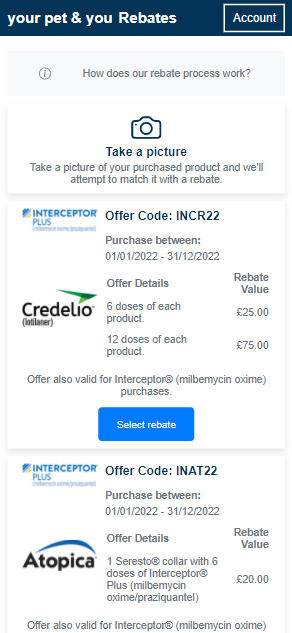 your pet & you Rebates
Account
How does our rebate process work?
Take a picture
Take a picture of your purchased product and we'll
attempt to match it with a rebate.
INTERCEPTOR
PLUS
(milbemycin oxime/praziquantel)
Offer Code: INCR22
Purchase between:
01/01/2022 - 31/12/2022
Credelio
(lotilaner)
Offer Details
Rebate
Value
6 doses of each
product.
£25.00
12 doses of each
product.
£75.00
Offer also valid for Interceptor® (milbemycin oxime)
purchases.
Select rebate
INTERCEPTOR
PLUS
(milbemycin oxime/praziquantel)
Offer Code: INAT22
Purchase between:
01/01/2022 - 31/12/2022
Atopica
Offer Details
Rebate
Value
1 Seresto® collar with 6
doses of Interceptor®
Plus (milbemycin
oxime/praziquantel)
£20.00
Offer also valid for Interceptor® (milbemycin oxime)